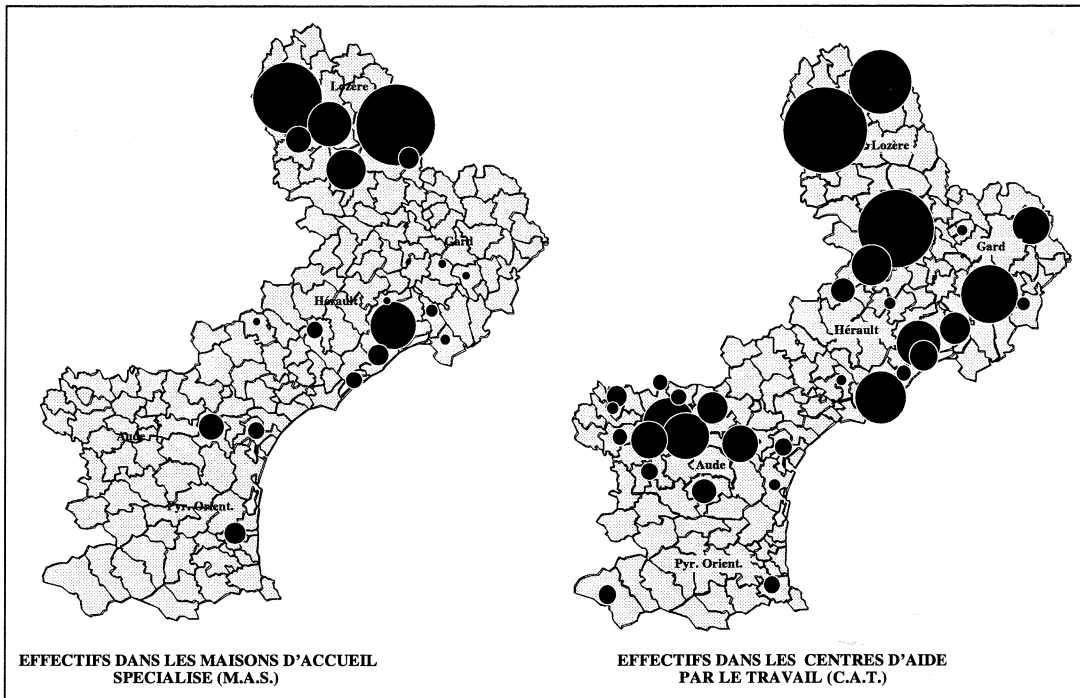 Lozère
Gard
Hérault
Aude
Pyr. Orient.
EFFECTIFS DANS LES MAISONS D'ACCUEIL
SPECIALISE (M.A.S.)
Lozère
Gard
Hérault
Aude
Pyr. Orient.
EFFECTIFS DANS LES CENTRES D'AIDE
PAR LE TRAVAIL (C.A.T.)